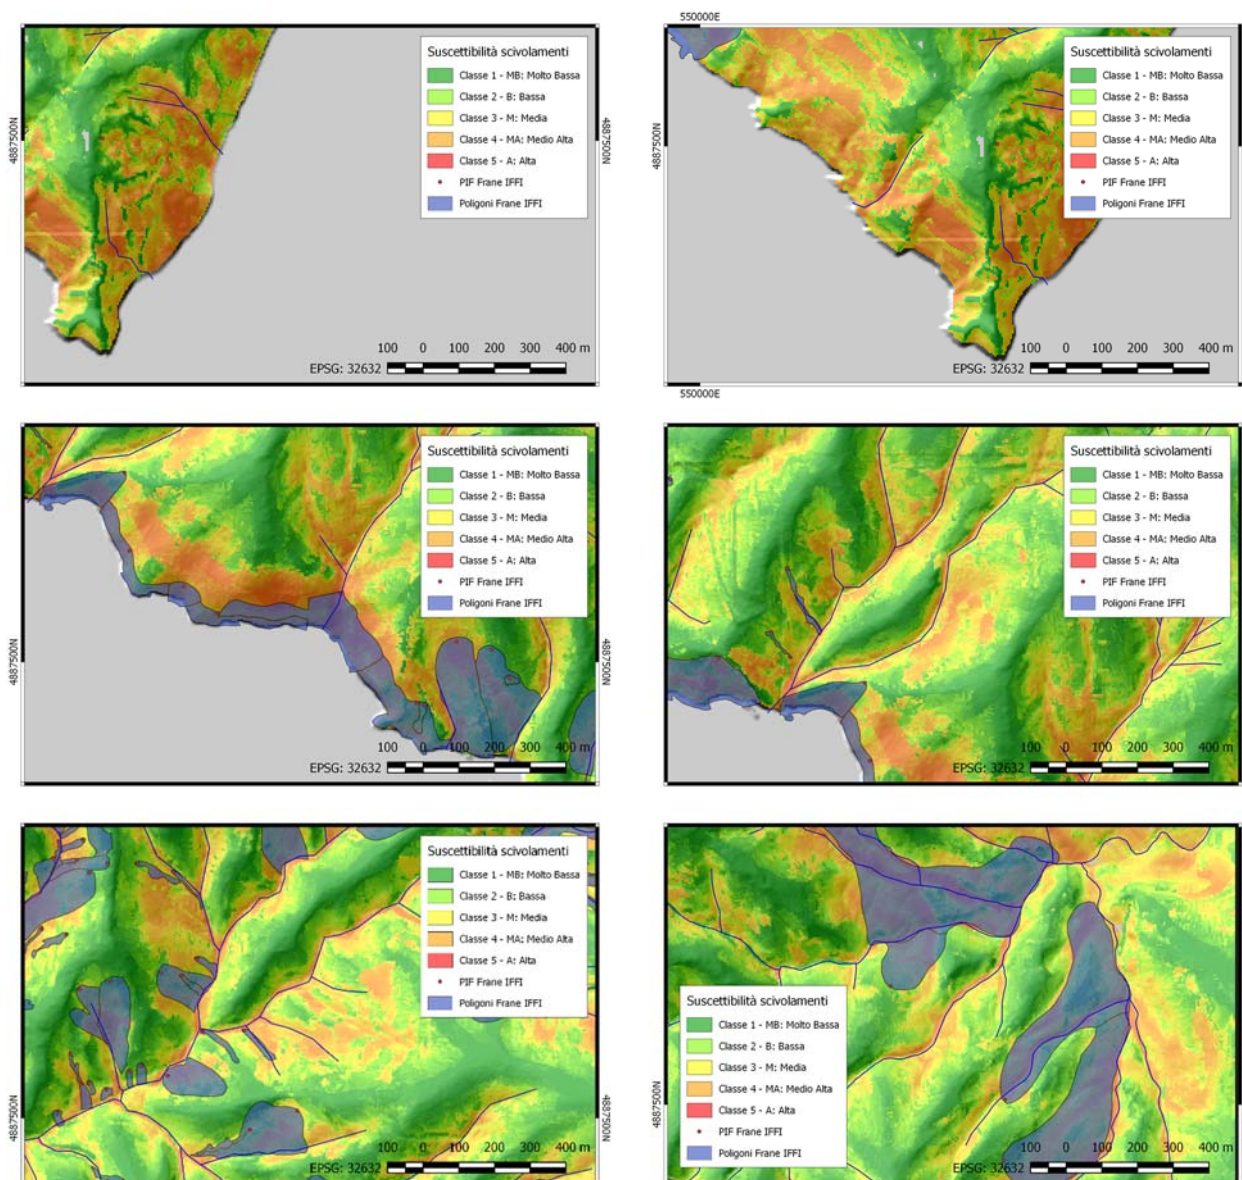 550000E
Suscettibilità scivolamenti
Classe 1 - MB: Molto Bassa
Classe 2 - B: Bassa
Classe 3 - M: Media
Classe 4 - MA: Medio Alta
Classe 5 - A: Alta
PIF Frane IFFI
Poligoni Frane IFFI
4887500N
4887500N
100 0 100 200 300 400 m
EPSG: 32632
Suscettibilità scivolamenti
Classe 1 - MB: Molto Bassa
Classe 2 - B: Bassa
Classe 3 - M: Media
Classe 4 - MA: Medio Alta
Classe 5 - A: Alta
PIF Frane IFFI
Poligoni Frane IFFI
4887500N
100 0 100 200 300 400 m
EPSG: 32632
550000E
Suscettibilità scivolamenti
Classe 1 - MB: Molto Bassa
Classe 2 - B: Bassa
Classe 3 - M: Media
Classe 4 - MA: Medio Alta
Classe 5 - A: Alta
PIF Frane IFFI
Poligoni Frane IFFI
4887500N
4887500N
100 0 100 200 300 400 m
EPSG: 32632
Suscettibilità scivolamenti
Classe 1 - MB: Molto Bassa
Classe 2 - B: Bassa
Classe 3 - M: Media
Classe 4 - MA: Medio Alta
Classe 5 - A: Alta
PIF Frane IFFI
Poligoni Frane IFFI
100 0 100 200 300 400 m
EPSG: 32632
Suscettibilità scivolamenti
Classe 1 - MB: Molto Bassa
Classe 2 - B: Bassa
Classe 3 - M: Media
Classe 4 - MA: Medio Alta
Classe 5 - A: Alta
PIF Frane IFFI
Poligoni Frane IFFI
4887500N
4887500N
100 0 100 200 300 400 m
EPSG: 32632
Suscettibilità scivolamenti
Classe 1 - MB: Molto Bassa
Classe 2 - B: Bassa
Classe 3 - M: Media
Classe 4 - MA: Medio Alta
Classe 5 - A: Alta
PIF Frane IFFI
Poligoni Frane IFFI
4887500N
100 0 100 200 300 400 m
EPSG: 32632